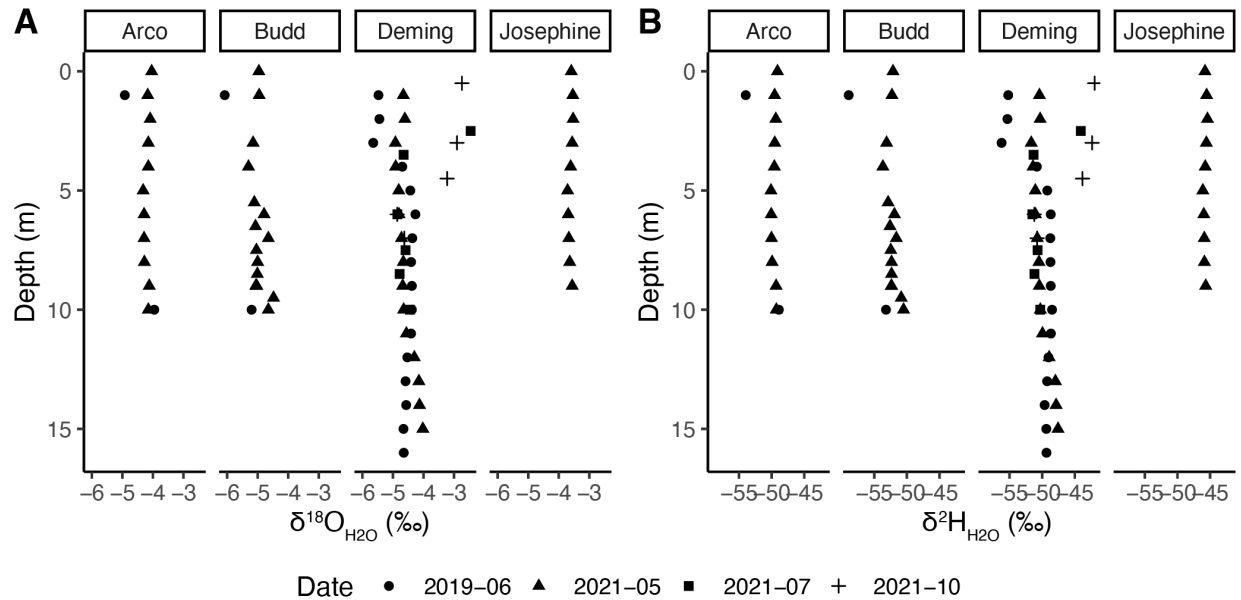 A
B
Arco Budd Deming Josephine
Arco Budd Deming Josephine
Depth (m)
0
5
10
15
−6 −5 −4 −3 −6 −5 −4 −3 −6 −5 −4 −3 −6 −5 −4 −3
δ¹⁸O_H2O (‰)
Depth (m)
0
5
10
15
−55−50−45 −55−50−45 −55−50−45 −55−50−45
δ²H_H2O (‰)
Date 2019−06 2021−05 2021−07 2021−10